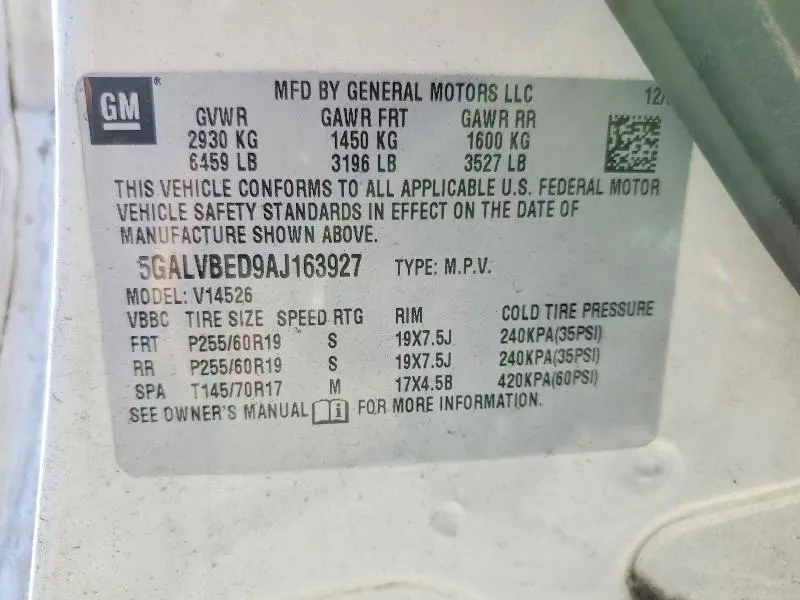 GM ®
MFD BY GENERAL MOTORS LLC 12/
GVWR GAWR FRT GAWR RR
2930 KG 1450 KG 1600 KG
6459 LB 3196 LB 3527 LB
THIS VEHICLE CONFORMS TO ALL APPLICABLE U.S. FEDERAL MOTOR
VEHICLE SAFETY STANDARDS IN EFFECT ON THE DATE OF
MANUFACTURE SHOWN ABOVE.
5GALVBED9AJ163927 TYPE: M.P.V.
MODEL: V14526
VBBC TIRE SIZE SPEED RTG RIM COLD TIRE PRESSURE
FRT P255/60R19 S 19X7.5J 240KPA(35PSI)
RR P255/60R19 S 19X7.5J 240KPA(35PSI)
SPA T145/70R17 M 17X4.5B 420KPA(60PSI)
SEE OWNER'S MANUAL i FOR MORE INFORMATION.